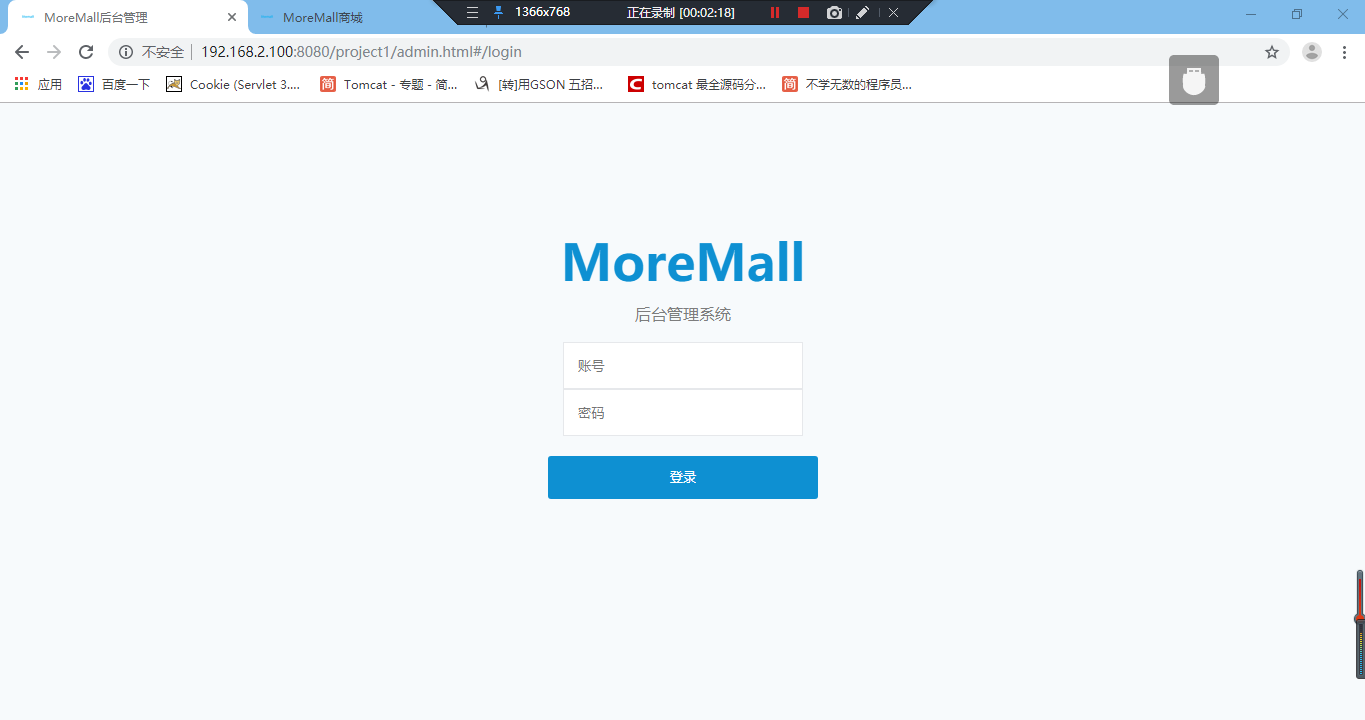 MoreMall后台管理
MoreMall商城
1366x768
正在录制 [00:02:18]
不安全
192.168.2.100:8080/project1/admin.html#/login
应用
百度一下
Cookie (Servlet 3....
简
Tomcat - 专题 - 简...
[转]用GSON 五招...
C
tomcat 最全源码分...
简
不学无数的程序员...
MoreMall
后台管理系统
账号
密码
登录